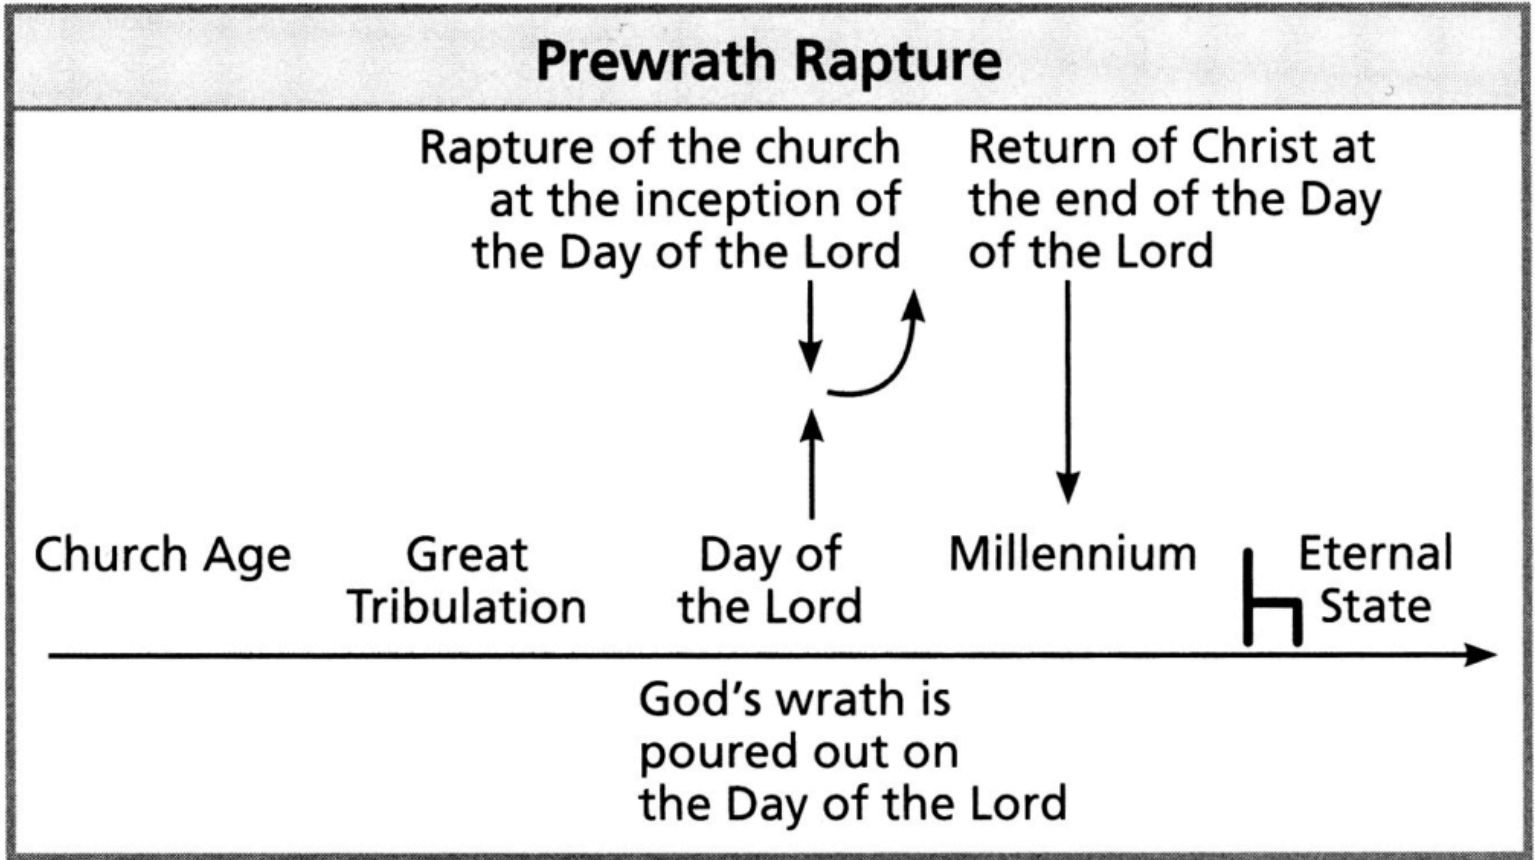 Prewrath Rapture
Rapture of the church
at the inception of
the Day of the Lord
Return of Christ at
the end of the Day
of the Lord
Church Age
Great
Tribulation
Day of
the Lord
Millennium
Eternal
State
God's wrath is
poured out on
the Day of the Lord